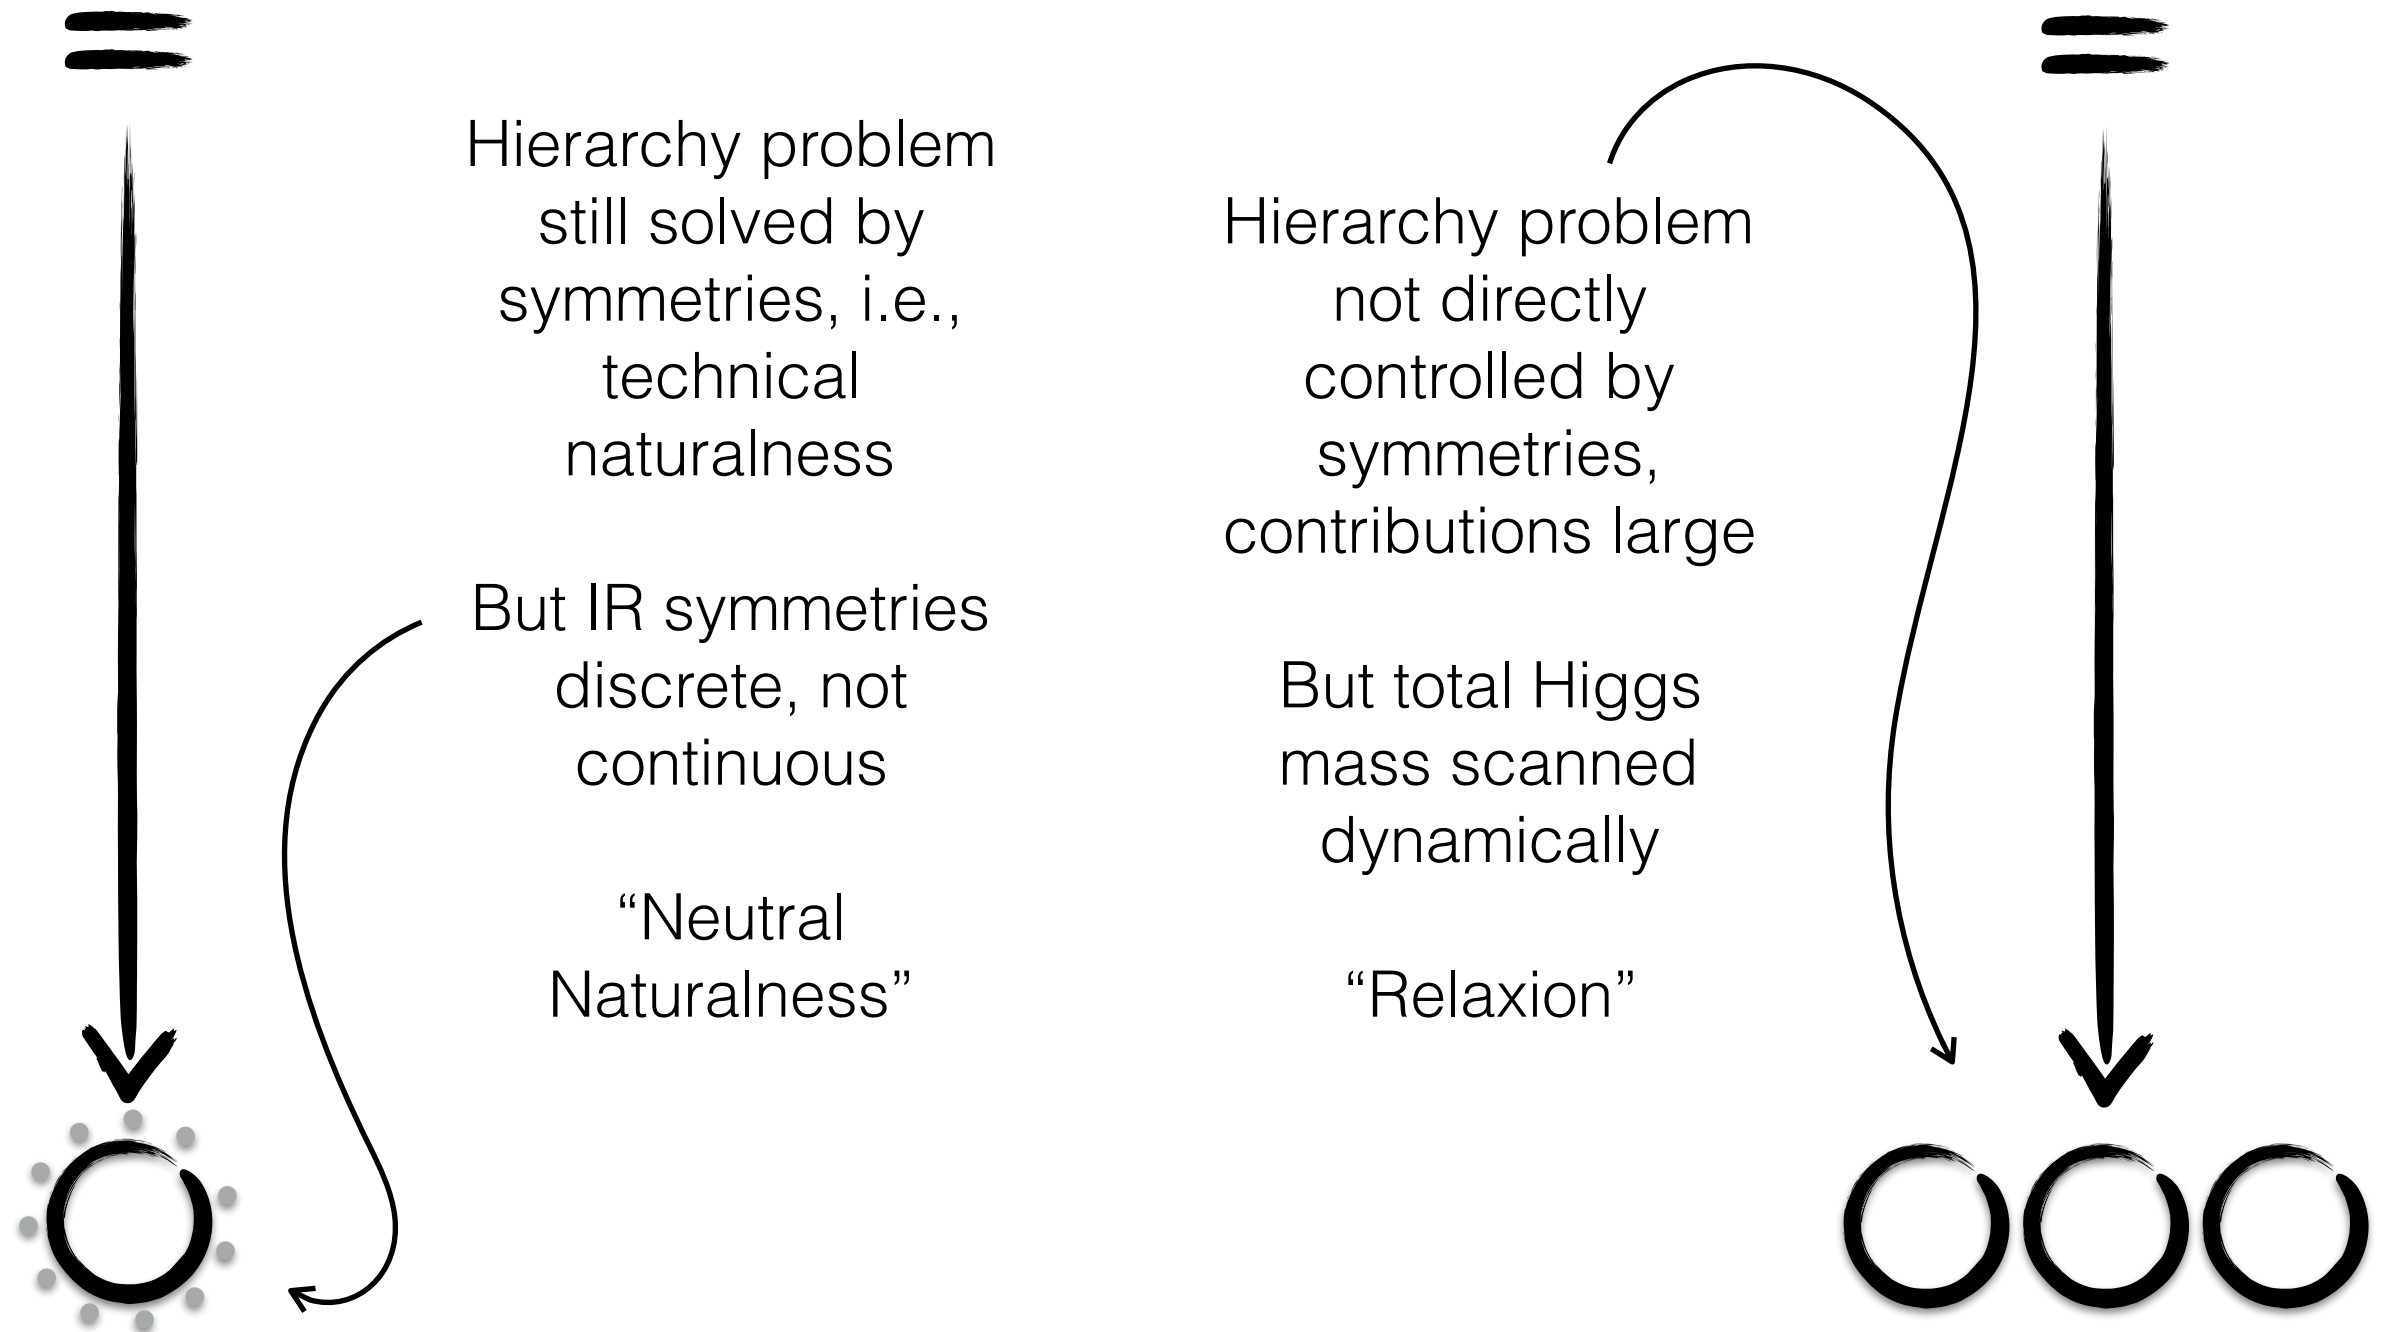 Hierarchy problem
still solved by
symmetries, i.e.,
technical
naturalness
But IR symmetries
discrete, not
continuous
“Neutral
Naturalness”
Hierarchy problem
not directly
controlled by
symmetries,
contributions large
But total Higgs
mass scanned
dynamically
“Relaxion”